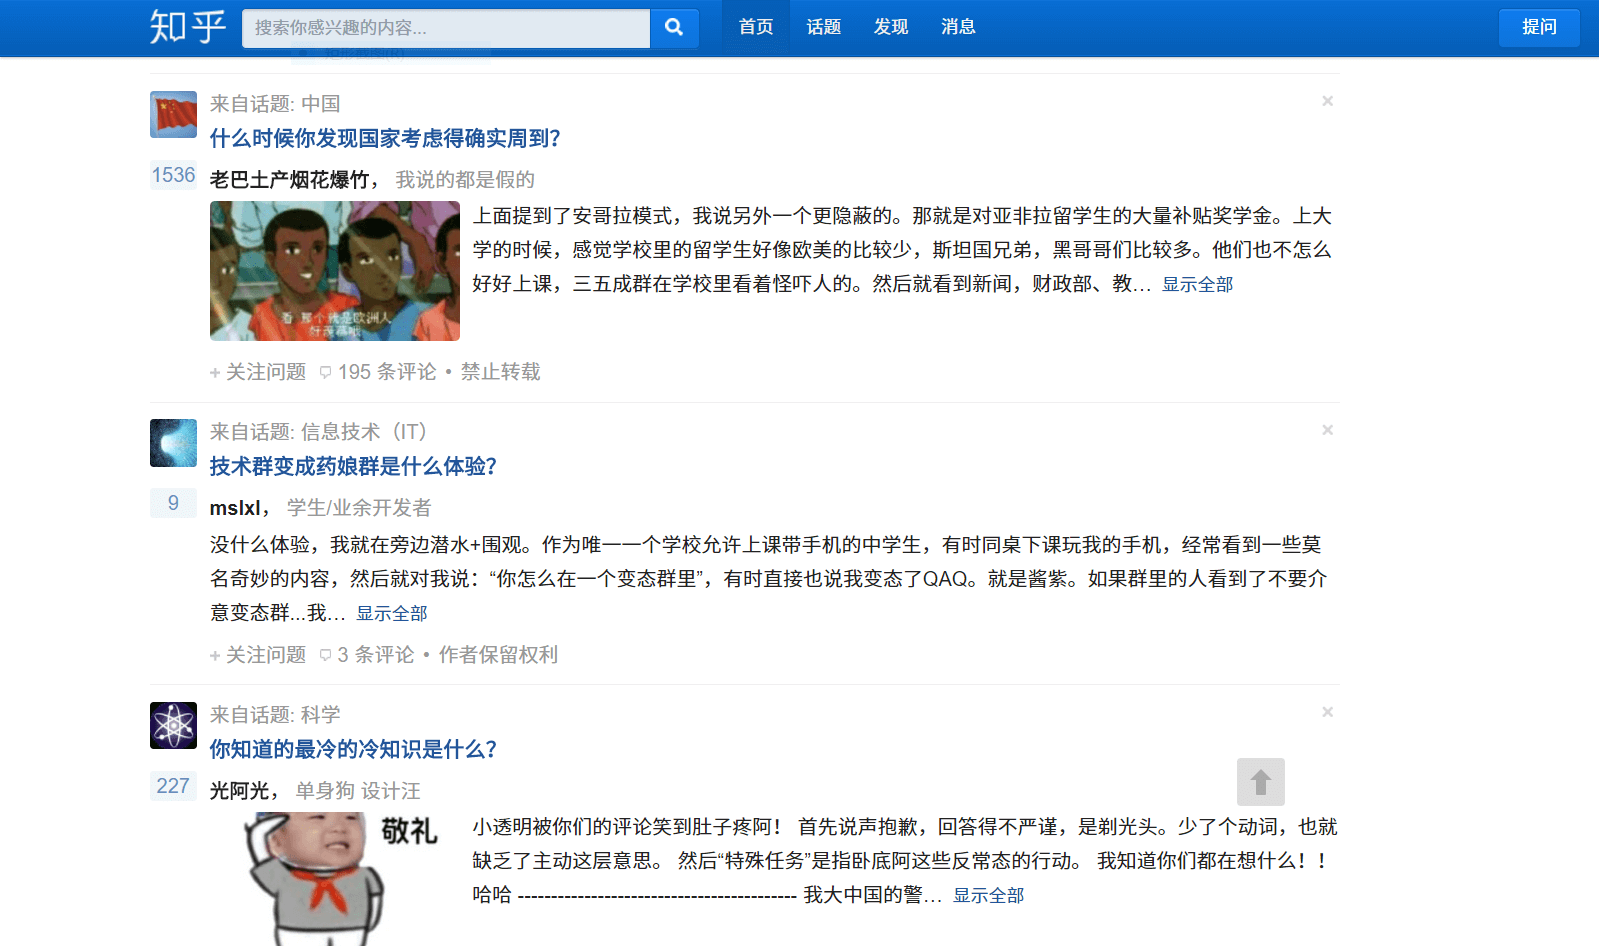 知乎
搜索你感兴趣的内容...
首页
话题
发现
消息
提问
来自话题: 中国
什么时候你发现国家考虑得确实周到?
1536
老巴土产烟花爆竹， 我说的都是假的
上面提到了安哥拉模式，我说另外一个更隐蔽的。那就是对亚非拉留学生的大量补贴奖学金。上大
学的时候，感觉学校里的留学生好像欧美的比较少，斯坦国兄弟，黑哥哥们比较多。他们也不怎么
好好上课，三五成群在学校里看着怪吓人的。然后就看到新闻，财政部、教… 显示全部
看 那个就是欧洲人
关注问题 195 条评论 • 禁止转载
来自话题: 信息技术（IT）
技术群变成药娘群是什么体验?
9
mslxl， 学生/业余开发者
没什么体验，我就在旁边潜水+围观。作为唯一一个学校允许上课带手机的中学生，有时同桌下课玩我的手机，经常看到一些莫
名奇妙的内容，然后就对我说：“你怎么在一个变态群里”，有时直接也说我变态了QAQ。就是酱紫。如果群里的人看到了不要介
意变态群...我… 显示全部
关注问题 3 条评论 • 作者保留权利
来自话题: 科学
你知道的最冷的冷知识是什么?
227
光阿光， 单身狗 设计汪
敬礼
小透明被你们的评论笑到肚子疼阿！ 首先说声抱歉，回答得不严谨，是剃光头。少了个动词，也就
缺乏了主动这层意思。 然后“特殊任务”是指卧底阿这些反常态的行动。 我知道你们都在想什么！！
哈哈 ------------------------------------------ 我大中国的警… 显示全部